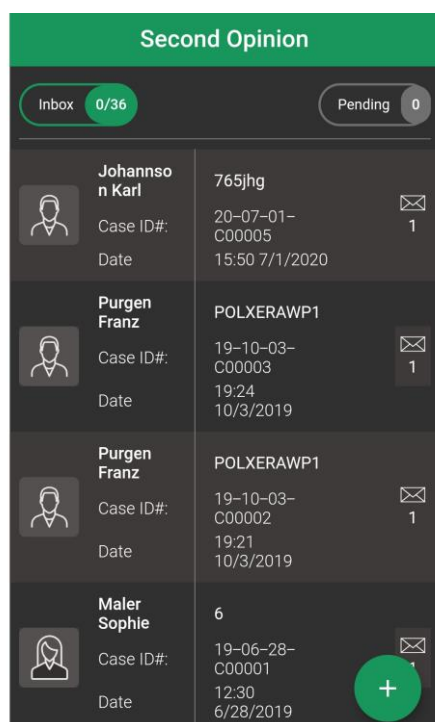 Second Opinion
Inbox 0/36 Pending 0
Johannso
n Karl
765jhg
Case ID#:
20-07-01-
C00005
1
Date
15:50 7/1/2020
Purgen
Franz
POLXERAWP1
Case ID#:
19-10-03-
C00003
1
Date
19:24
10/3/2019
Purgen
Franz
POLXERAWP1
Case ID#:
19-10-03-
C00002
1
Date
19:21
10/3/2019
Maler
Sophie
6
Case ID#:
19-06-28-
C00001
Date
12:30
6/28/2019
+